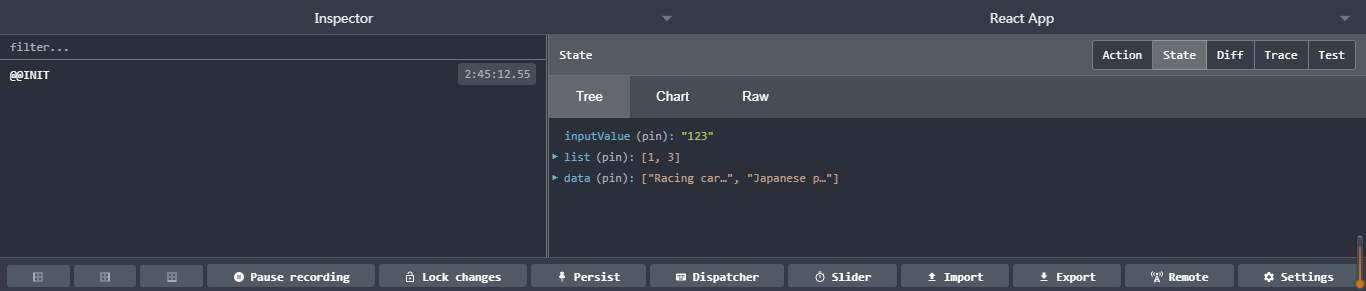 Inspector React App
filter...
@@INIT 2:45:12.55
State Action State Diff Trace Test
Tree Chart Raw
inputValue (pin): "123"
list (pin): [1, 3]
data (pin): ["Racing car…", "Japanese p…"]
Pause recording Lock changes Persist Dispatcher Slider Import Export Remote Settings